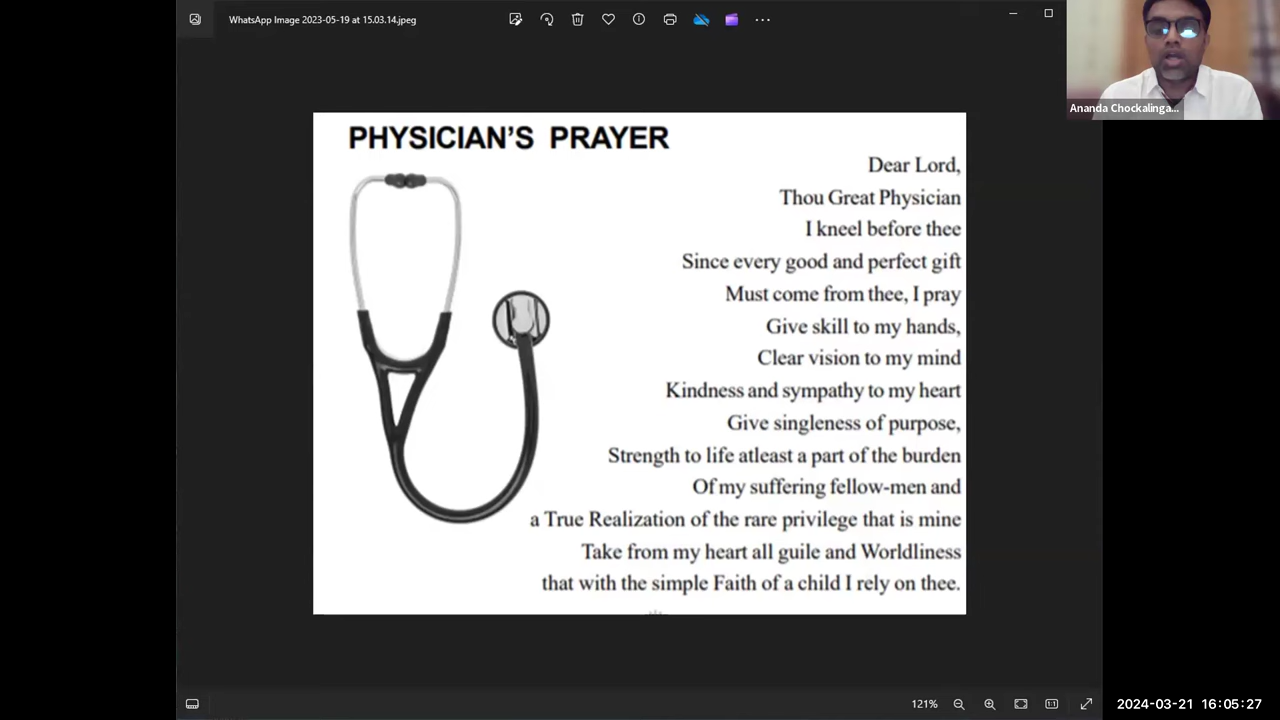 WhatsApp Image 2023-05-19 at 15.03.14.jpeg
Ananda Chockalinga...
PHYSICIAN'S PRAYER
Dear Lord,
Thou Great Physician
I kneel before thee
Since every good and perfect gift
Must come from thee, I pray
Give skill to my hands,
Clear vision to my mind
Kindness and sympathy to my heart
Give singleness of purpose,
Strength to life atleast a part of the burden
Of my suffering fellow-men and
a True Realization of the rare privilege that is mine
Take from my heart all guile and Worldliness
that with the simple Faith of a child I rely on thee.
121%
2024-03-21 16:05:27